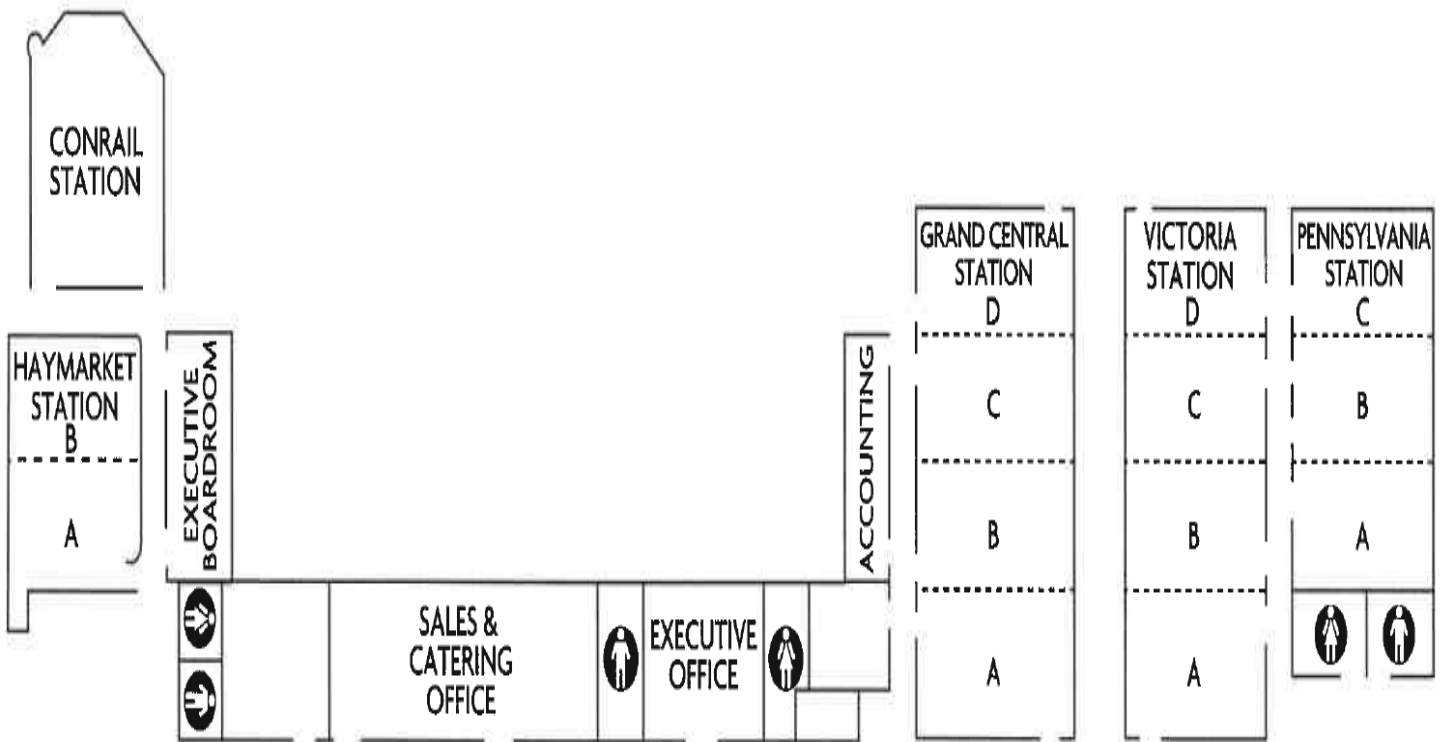 CONRAIL
STATION
HAYMARKET
STATION
B
A
EXECUTIVE
BOARDROOM
SALES &
CATERING
OFFICE
EXECUTIVE
OFFICE
ACCOUNTING
GRAND CENTRAL
STATION
D
C
B
A
VICTORIA
STATION
D
C
B
A
PENNSYLVANIA
STATION
C
B
A